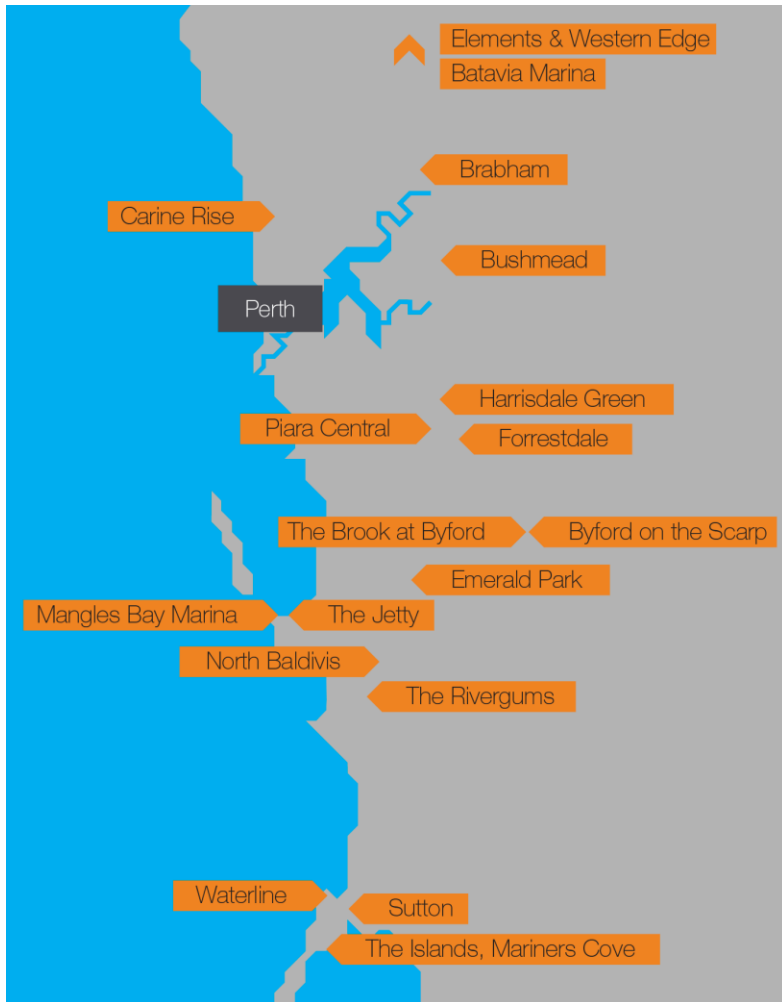 Elements & Western Edge
Batavia Marina
Brabham
Carine Rise
Bushmead
Perth
Harrisdale Green
Piara Central
Forrestdale
The Brook at Byford
Byford on the Scarp
Emerald Park
Mangles Bay Marina
The Jetty
North Baldivis
The Rivergums
Waterline
Sutton
The Islands, Mariners Cove